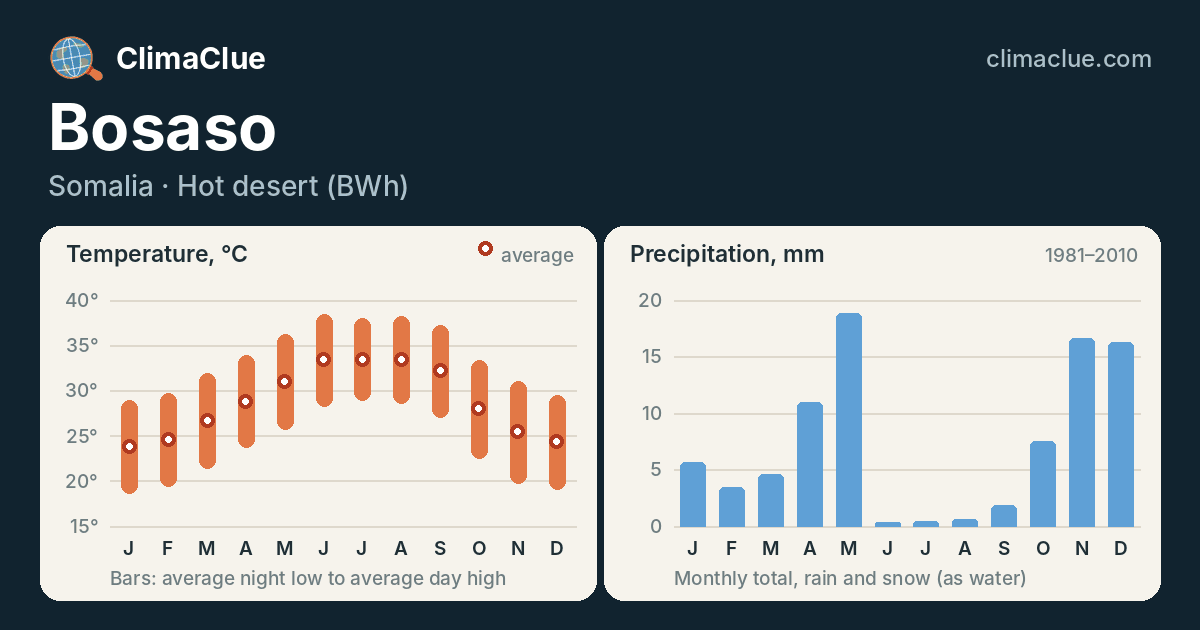 ClimaClue
climaclue.com
Bosaso
Somalia · Hot desert (BWh)
Temperature, °C
average
40°
35°
30°
25°
20°
15°
J F M A M J J A S O N D
Bars: average night low to average day high
Precipitation, mm
1981–2010
20
15
10
5
0
J F M A M J J A S O N D
Monthly total, rain and snow (as water)